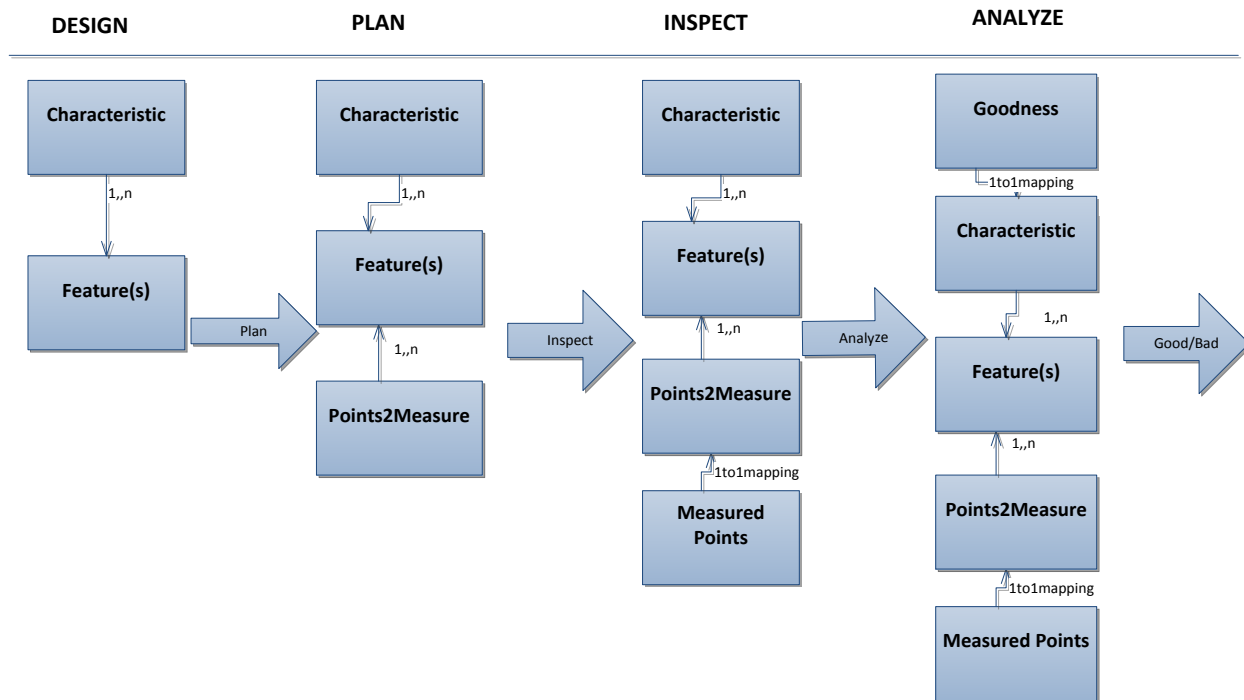 DESIGN
PLAN
INSPECT
ANALYZE
Characteristic
1,,n
Feature(s)
Plan
Characteristic
1,,n
Feature(s)
1,,n
Points2Measure
Inspect
Characteristic
1,,n
Feature(s)
1,,n
Points2Measure
1to1mapping
Measured
Points
Analyze
Goodness
1to1mapping
Characteristic
1,,n
Feature(s)
1,,n
Points2Measure
1to1mapping
Measured Points
Good/Bad